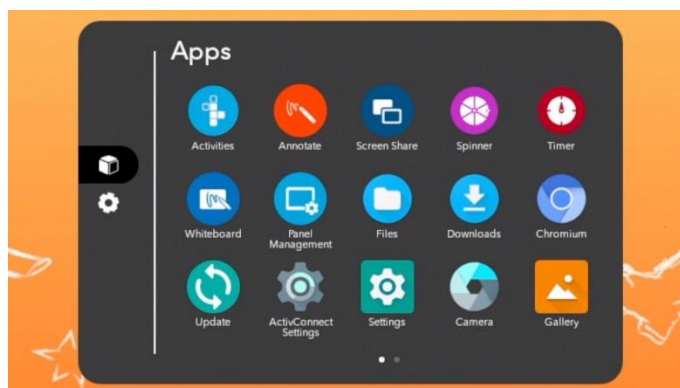 Apps
Activities
Annotate
Screen Share
Spinner
Timer
Whiteboard
Panel
Management
Files
Downloads
Chromium
Update
ActivConnect
Settings
Settings
Camera
Gallery